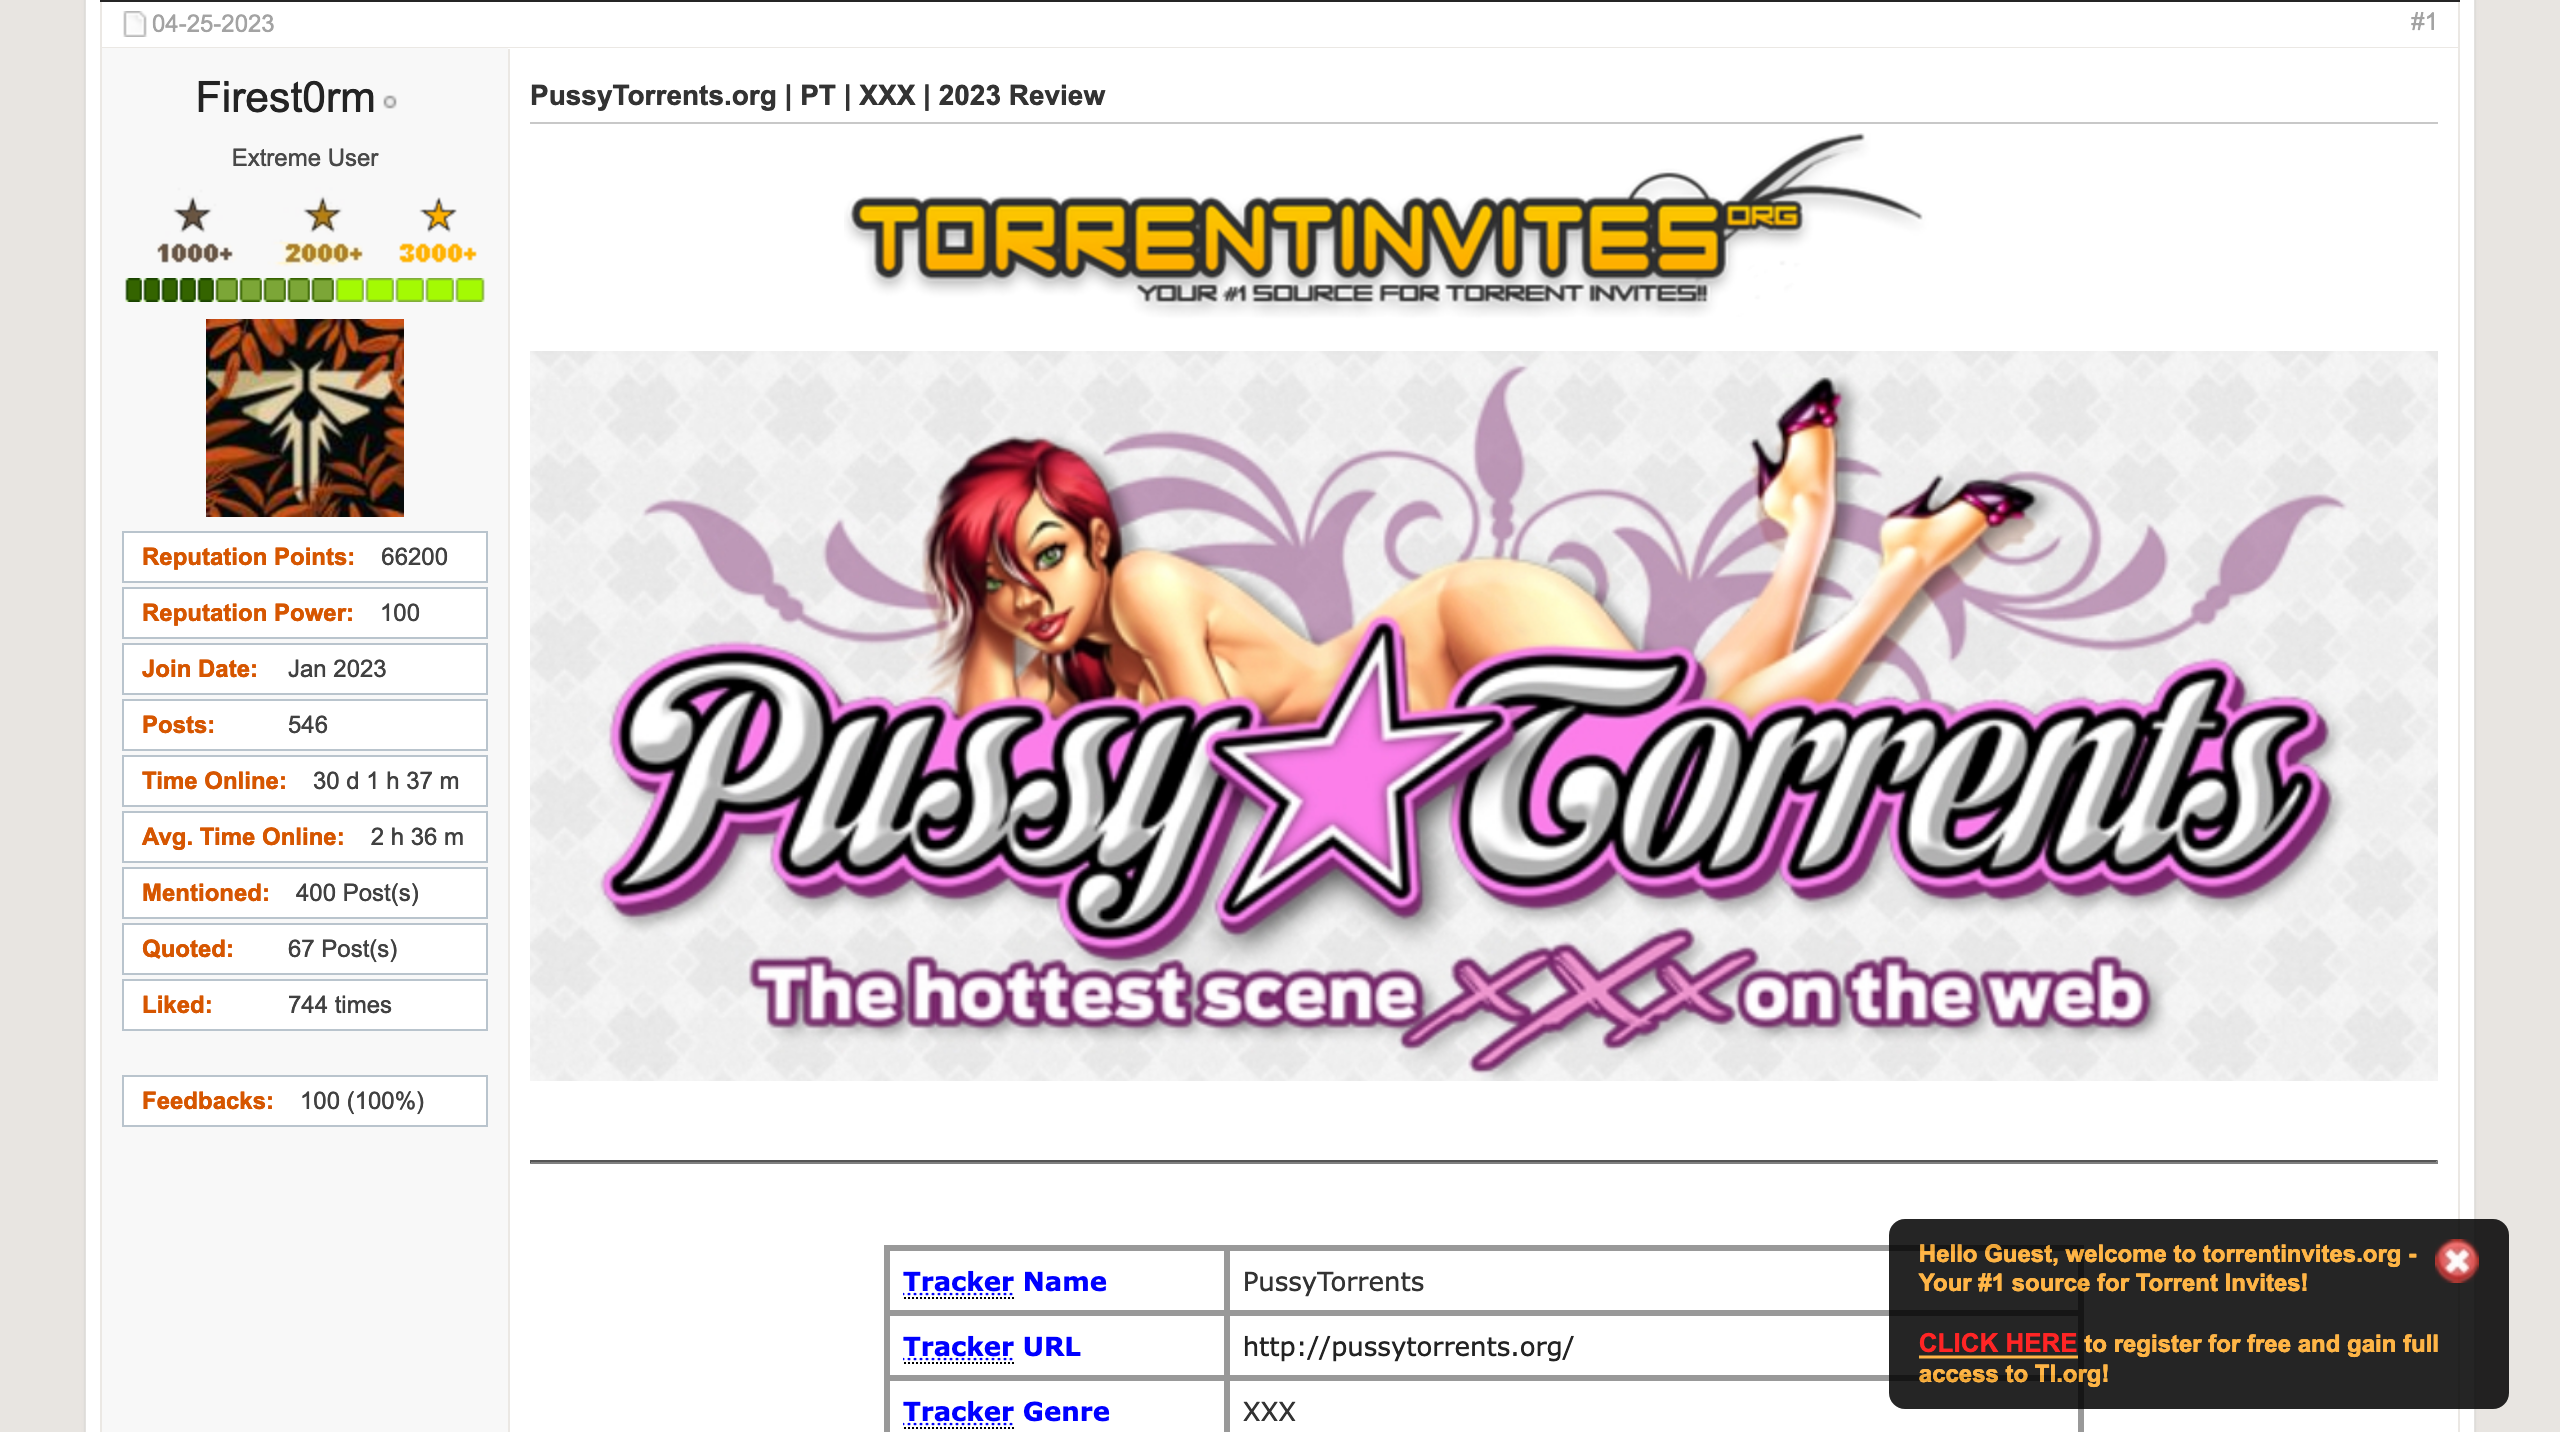 04-25-2023
#1
Firest0rm
Extreme User
1000+ 2000+ 3000+
Reputation Points: 66200
Reputation Power: 100
Join Date: Jan 2023
Posts: 546
Time Online: 30 d 1 h 37 m
Avg. Time Online: 2 h 36 m
Mentioned: 400 Post(s)
Quoted: 67 Post(s)
Liked: 744 times
Feedbacks: 100 (100%)
PussyTorrents.org | PT | XXX | 2023 Review
TORRENTINVITES ORG
YOUR #1 SOURCE FOR TORRENT INVITES!!
Pussy Torrents
The hottest scene XXX on the web
Tracker Name PussyTorrents
Tracker URL http://pussytorrents.org/
Tracker Genre XXX
Hello Guest, welcome to torrentinvites.org -
Your #1 source for Torrent Invites!
CLICK HERE to register for free and gain full
access to TI.org!